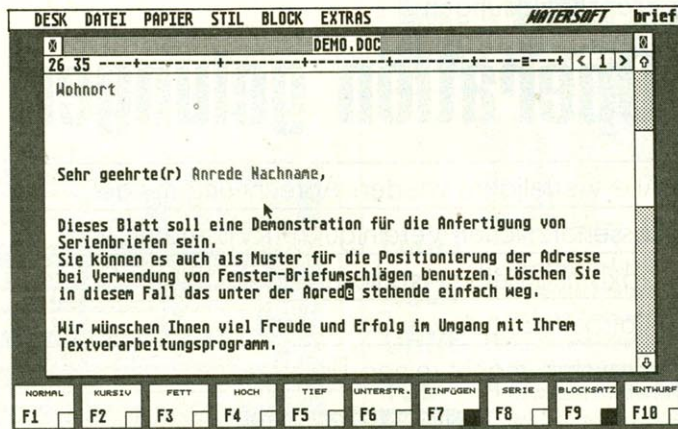 DESK DATEI PAPIER STIL BLOCK EXTRAS WATERSOFT brief
DEMO.DOC
26 35 ----+---------+---------+---------+---------+-----≡---+ < 1 >
Wohnort
Sehr geehrte(r) Anrede Nachname,
Dieses Blatt soll eine Demonstration für die Anfertigung von
Serienbriefen sein.
Sie können es auch als Muster für die Positionierung der Adresse
bei Verwendung von Fenster-Briefumschlägen benutzen. Löschen Sie
in diesem Fall das unter der Anrede stehende einfach weg.
Wir wünschen Ihnen viel Freude und Erfolg im Umgang mit Ihrem
Textverarbeitungsprogramm.
NORMAL KURSIV FETT HOCH TIEF UNTERSTR. EINFÜGEN SERIE BLOCKSATZ ENTWURF
F1 F2 F3 F4 F5 F6 F7 F8 F9 F10